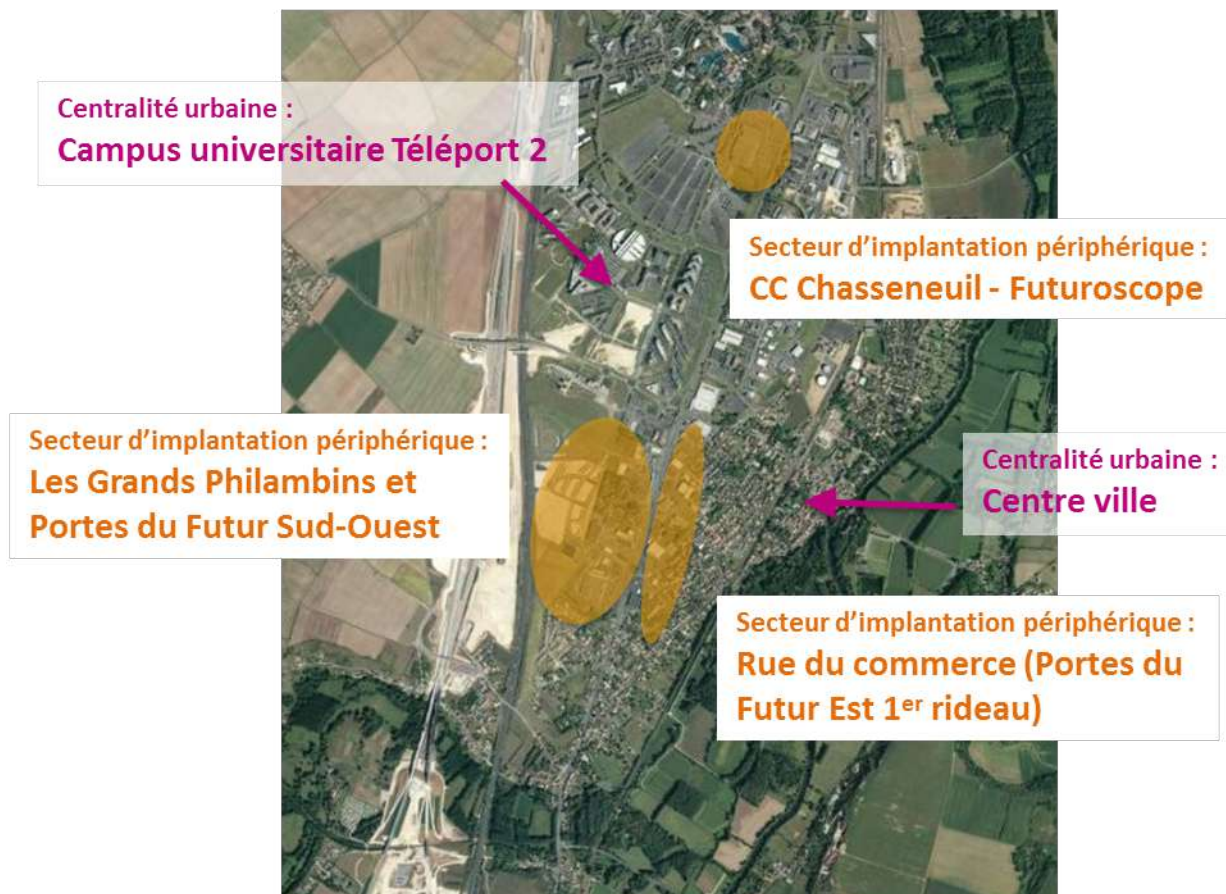 Centralité urbaine :
Campus universitaire Téléport 2
Secteur d'implantation périphérique :
CC Chasseneuil - Futuroscope
Secteur d'implantation périphérique :
Les Grands Philambins et
Portes du Futur Sud-Ouest
Centralité urbaine :
Centre ville
Secteur d'implantation périphérique :
Rue du commerce (Portes du
Futur Est 1er rideau)